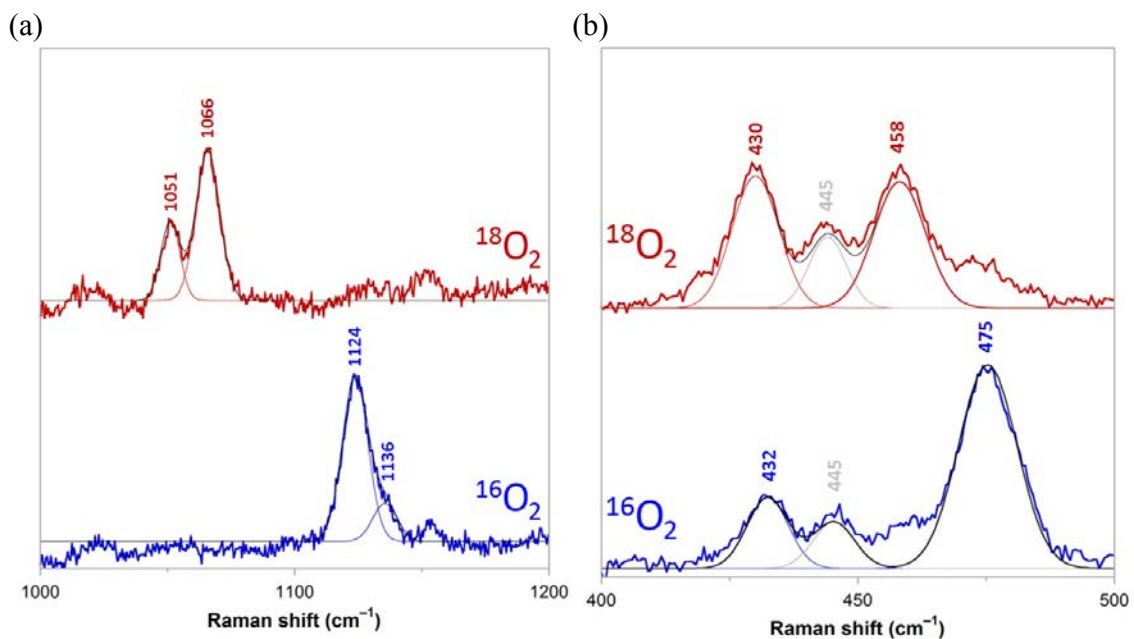 (a)
1051
1066
¹⁸O₂
1124
1136
¹⁶O₂
1000
1100
1200
Raman shift (cm⁻¹)
(b)
430
445
458
¹⁸O₂
432
445
475
¹⁶O₂
400
450
500
Raman shift (cm⁻¹)